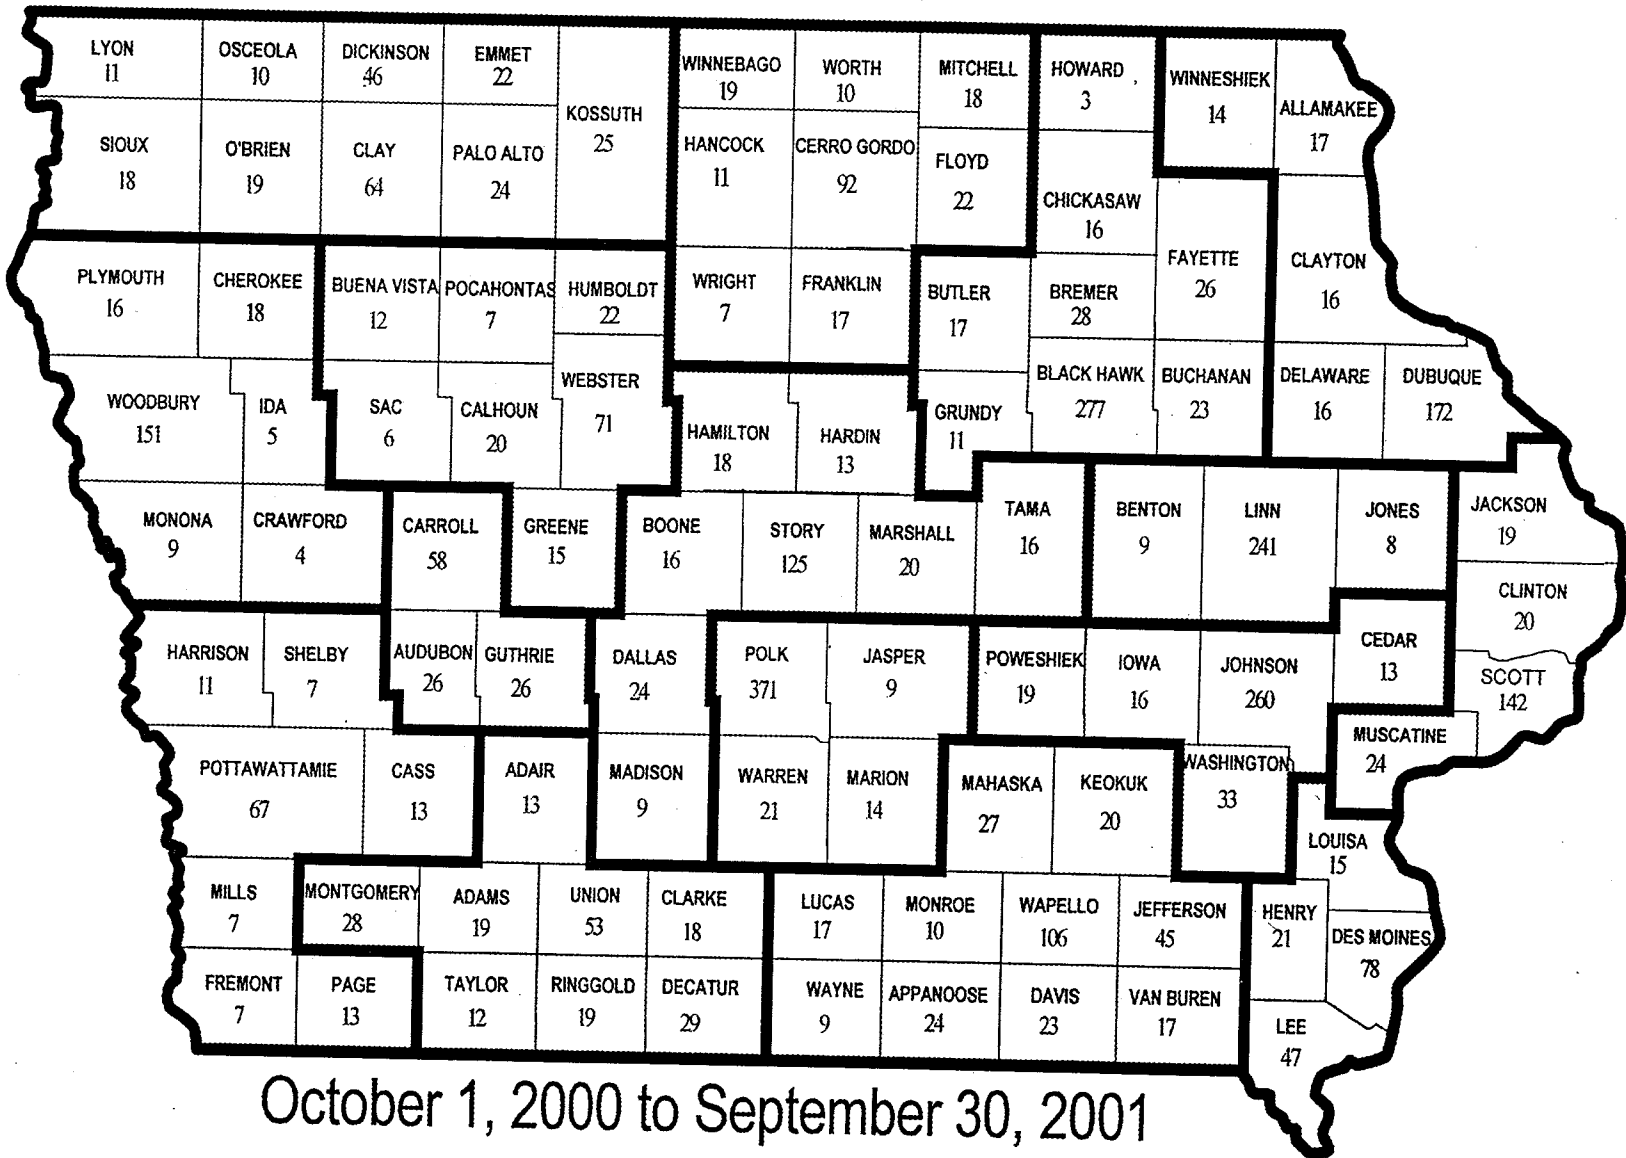 LYON
11
OSCEOLA
10
DICKINSON
46
EMMET
22
KOSSUTH
25
WINNEBAGO
19
WORTH
10
MITCHELL
18
HOWARD
3
WINNESHIEK
14
ALLAMAKEE
17
SIOUX
18
O'BRIEN
19
CLAY
64
PALO ALTO
24
HANCOCK
11
CERRO GORDO
92
FLOYD
22
CHICKASAW
16
FAYETTE
26
CLAYTON
16
PLYMOUTH
16
CHEROKEE
18
BUENA VISTA
12
POCAHONTAS
7
HUMBOLDT
22
WRIGHT
7
FRANKLIN
17
BUTLER
17
BREMER
28
WOODBURY
151
IDA
5
SAC
6
CALHOUN
20
WEBSTER
71
HAMILTON
18
HARDIN
13
GRUNDY
11
BLACK HAWK
277
BUCHANAN
23
DELAWARE
16
DUBUQUE
172
MONONA
9
CRAWFORD
4
CARROLL
58
GREENE
15
BOONE
16
STORY
125
MARSHALL
20
TAMA
16
BENTON
9
LINN
241
JONES
8
JACKSON
19
CLINTON
20
HARRISON
11
SHELBY
7
AUDUBON
26
GUTHRIE
26
DALLAS
24
POLK
371
JASPER
9
POWESHIEK
19
IOWA
16
JOHNSON
260
CEDAR
13
SCOTT
142
POTTAWATTAMIE
67
CASS
13
ADAIR
13
MADISON
9
WARREN
21
MARION
14
MAHASKA
27
KEOKUK
20
WASHINGTON
33
MUSCATINE
24
LOUISA
15
MILLS
7
MONTGOMERY
28
ADAMS
19
UNION
53
CLARKE
18
LUCAS
17
MONROE
10
WAPELLO
106
JEFFERSON
45
HENRY
21
DES MOINES
78
FREMONT
7
PAGE
13
TAYLOR
12
RINGGOLD
19
DECATUR
29
WAYNE
9
APPANOOSE
24
DAVIS
23
VAN BUREN
17
LEE
47
October 1, 2000 to September 30, 2001